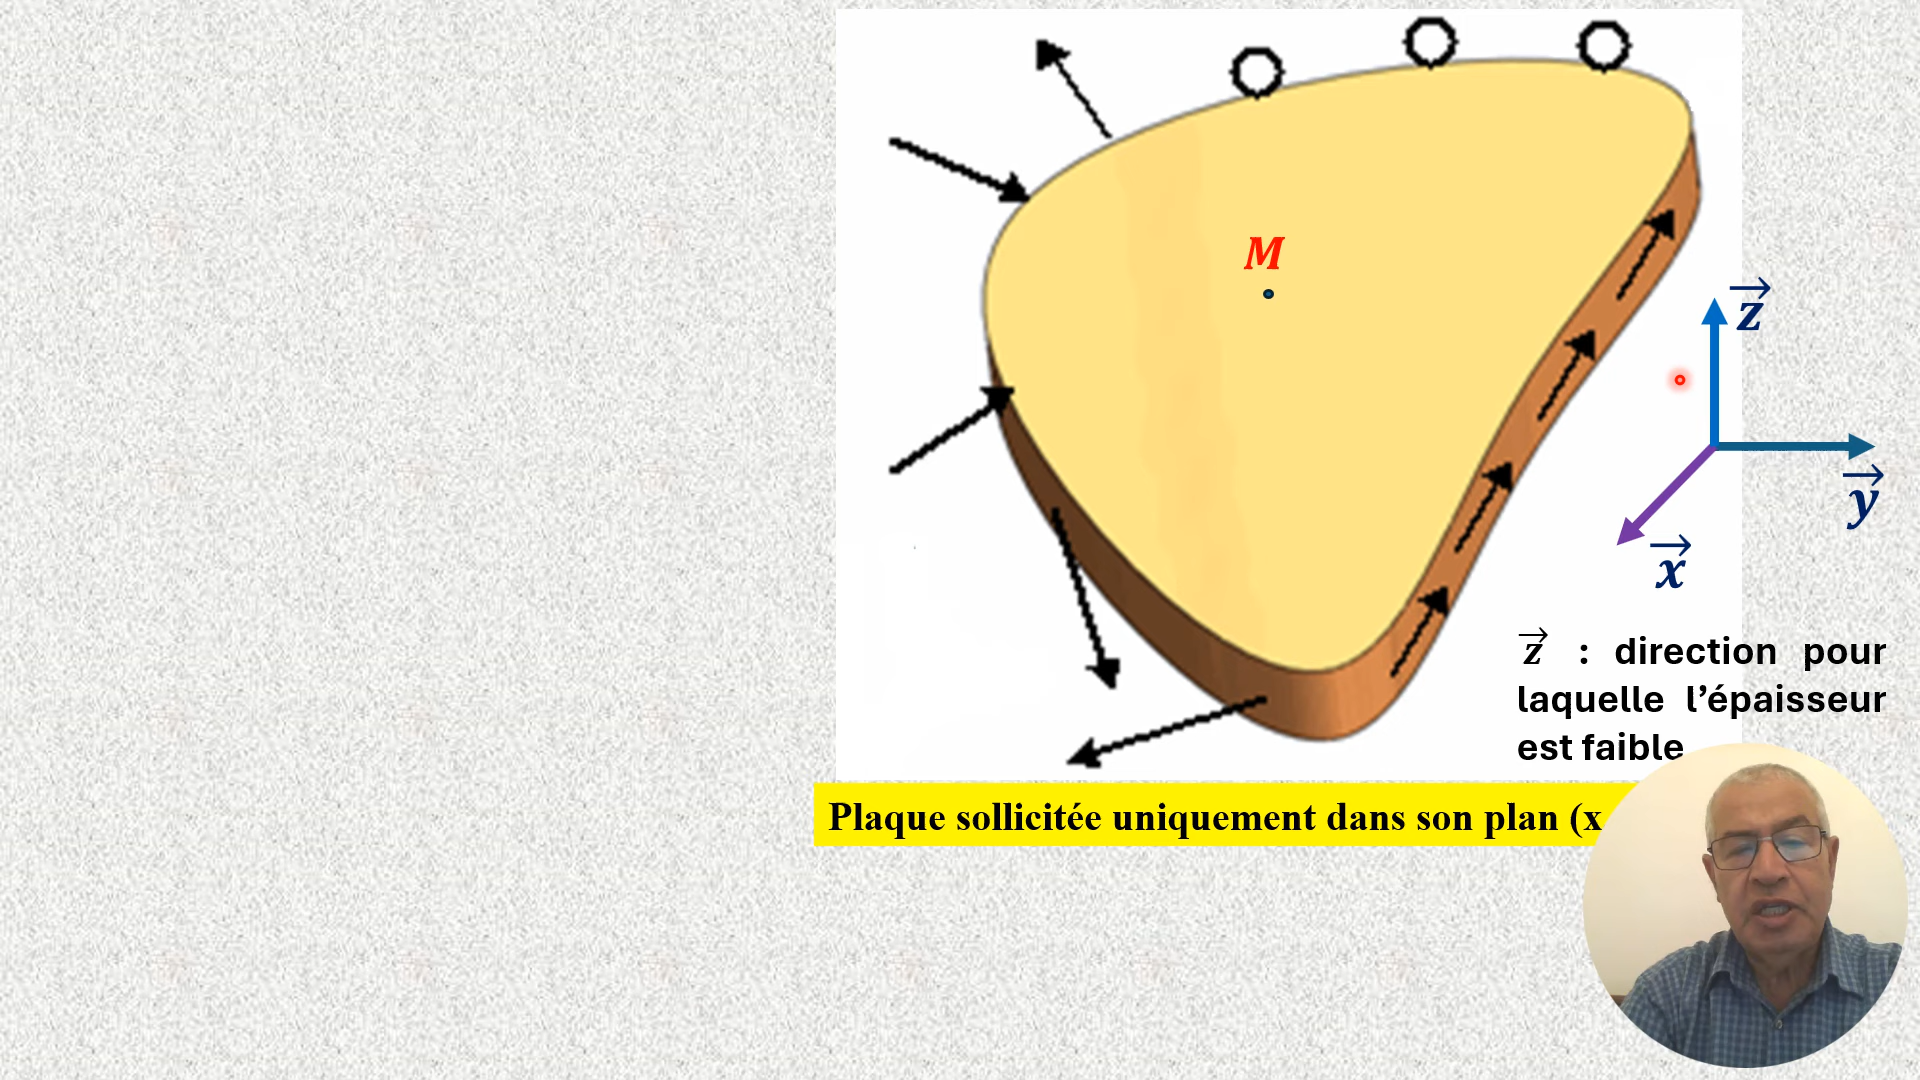 M
z
y
x
z : direction pour
laquelle l’épaisseur
est faible
Plaque sollicitée uniquement dans son plan (x